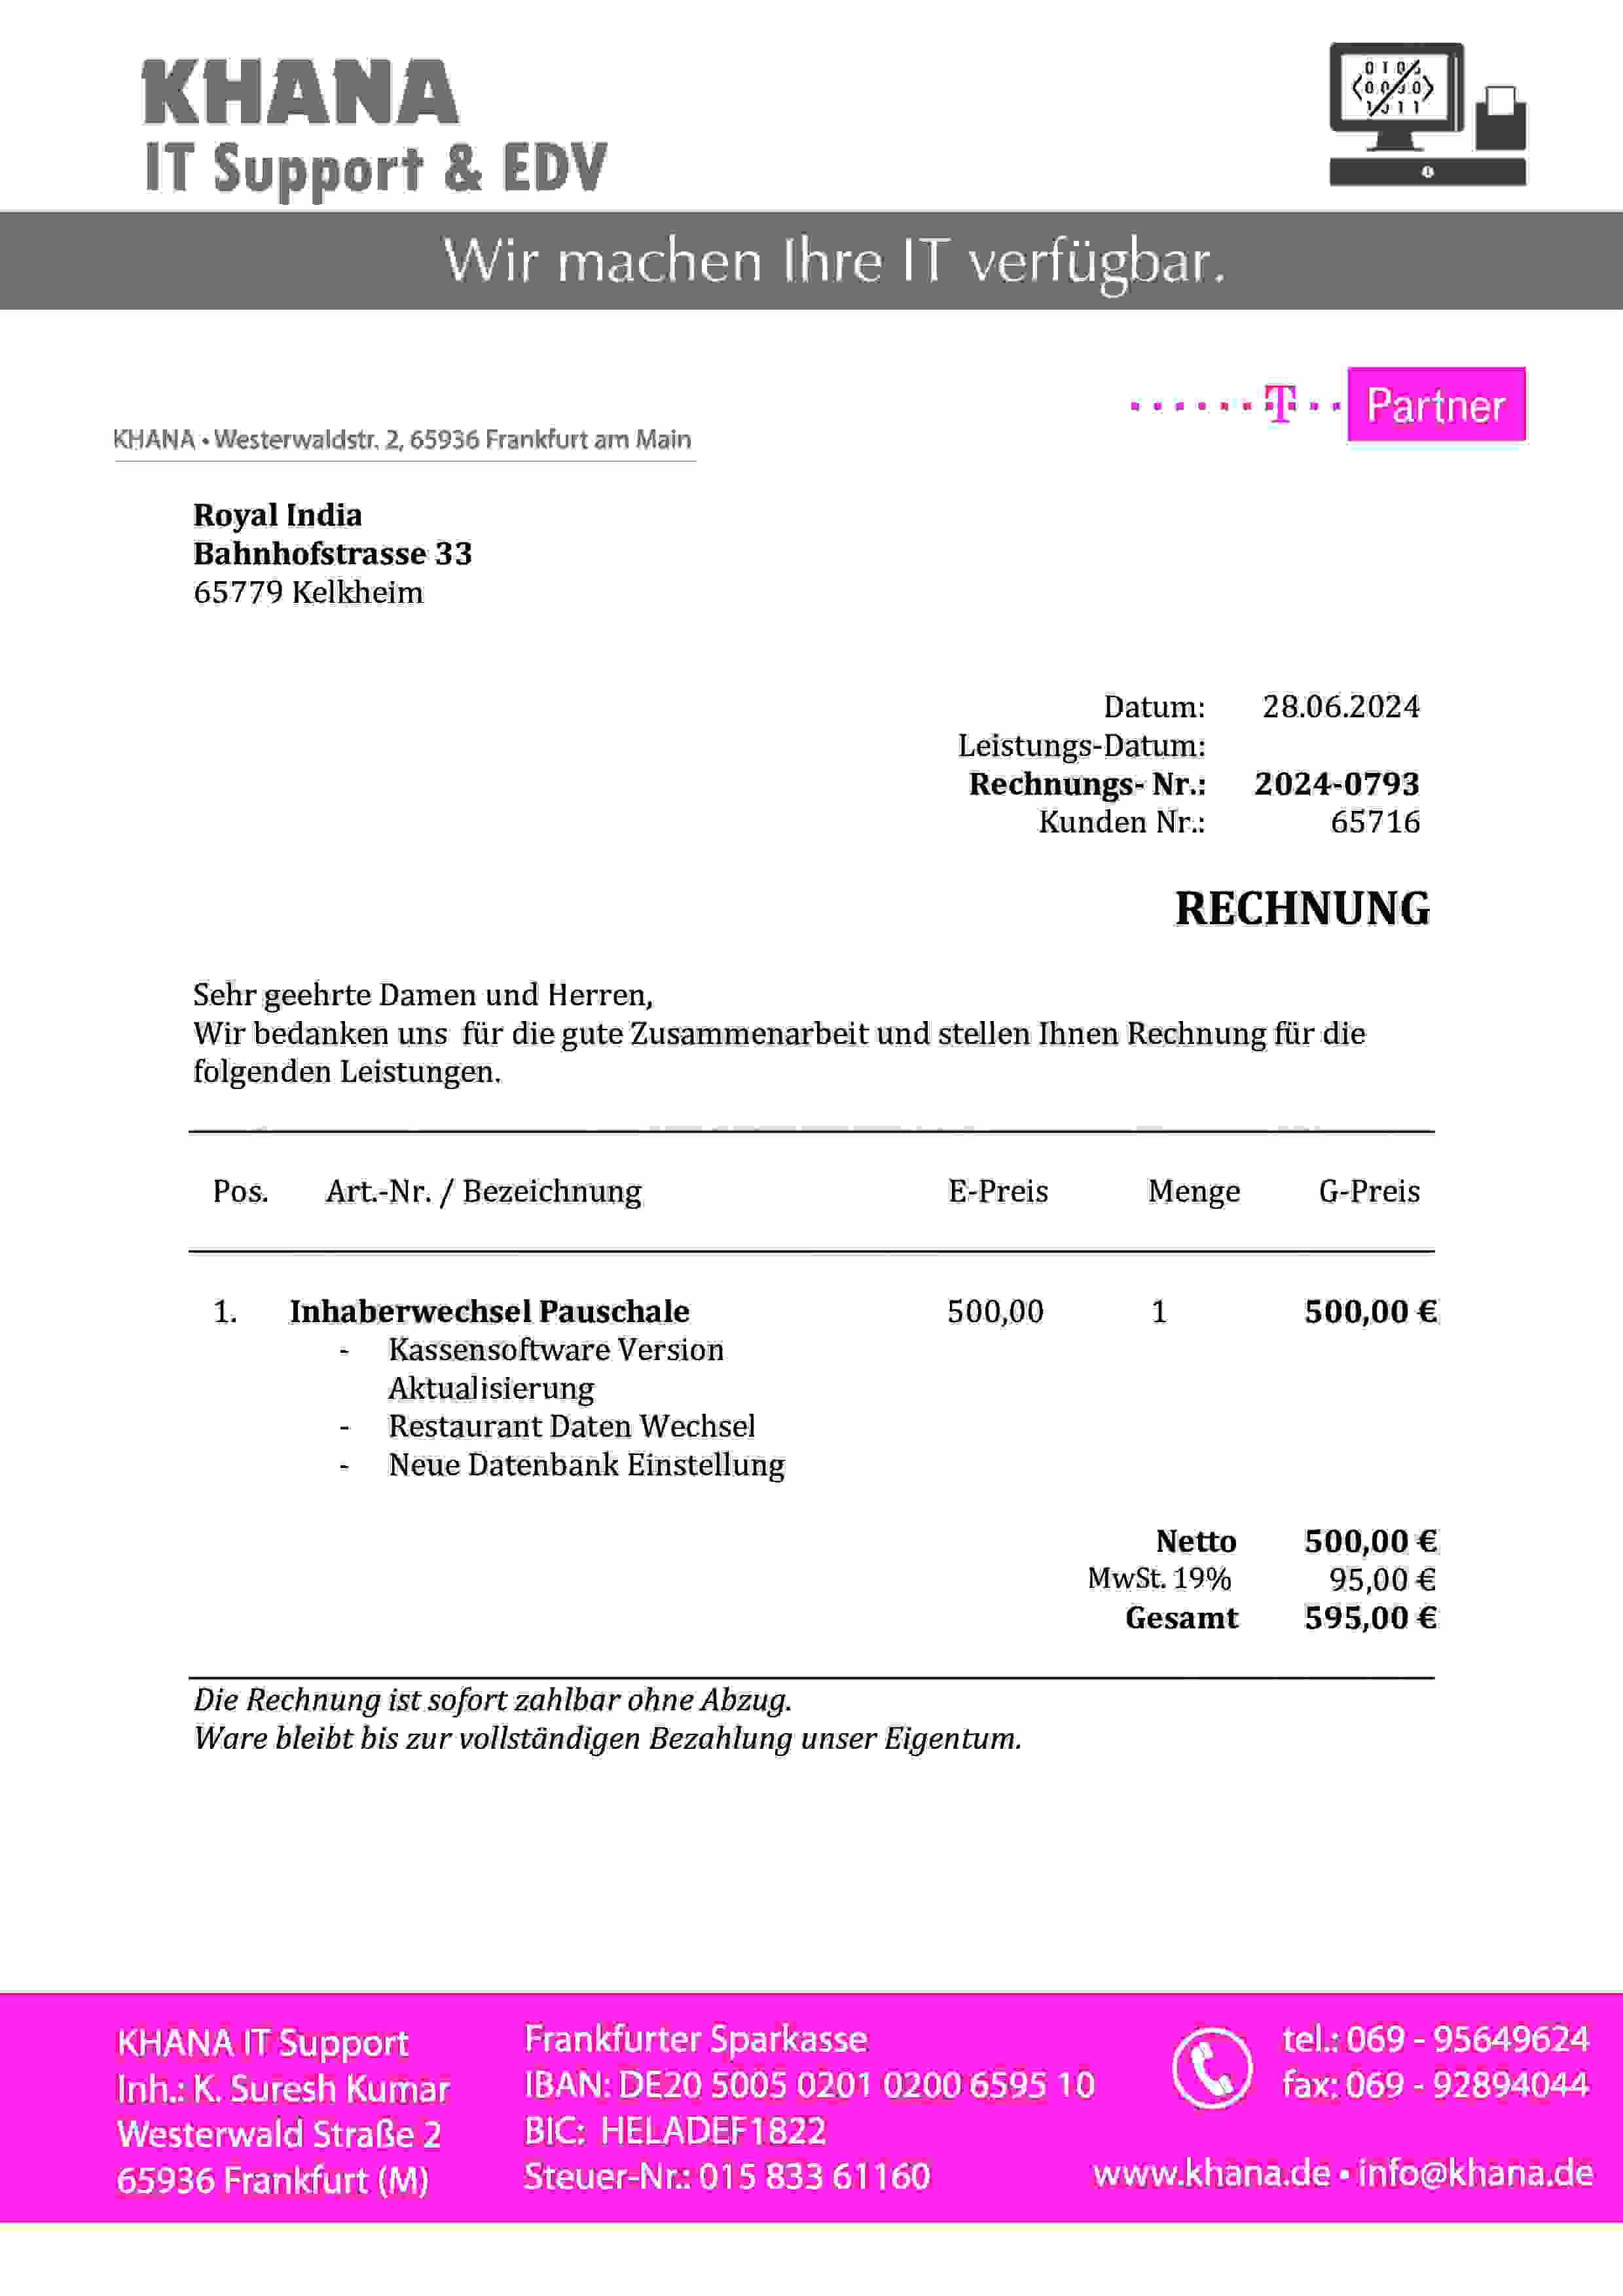 KHANA
IT Support & EDV
Wir machen Ihre IT verfügbar.
T Partner
KHANA • Westerwaldstr. 2, 65936 Frankfurt am Main
Royal India
Bahnhofstrasse 33
65779 Kelkheim
Datum: 28.06.2024
Leistungs-Datum:
Rechnungs- Nr.: 2024-0793
Kunden Nr.: 65716
RECHNUNG
Sehr geehrte Damen und Herren,
Wir bedanken uns für die gute Zusammenarbeit und stellen Ihnen Rechnung für die
folgenden Leistungen.
Pos. Art.-Nr. / Bezeichnung E-Preis Menge G-Preis
1. Inhaberwechsel Pauschale 500,00 1 500,00 €
- Kassensoftware Version
Aktualisierung
- Restaurant Daten Wechsel
- Neue Datenbank Einstellung
Netto 500,00 €
MwSt. 19% 95,00 €
Gesamt 595,00 €
Die Rechnung ist sofort zahlbar ohne Abzug.
Ware bleibt bis zur vollständigen Bezahlung unser Eigentum.
KHANA IT Support
Inh.: K. Suresh Kumar
Westerwald Straße 2
65936 Frankfurt (M)
Frankfurter Sparkasse
IBAN: DE20 5005 0201 0200 6595 10
BIC: HELADEF1822
Steuer-Nr.: 015 833 61160
tel.: 069 - 95649624
fax: 069 - 92894044
www.khana.de • info@khana.de